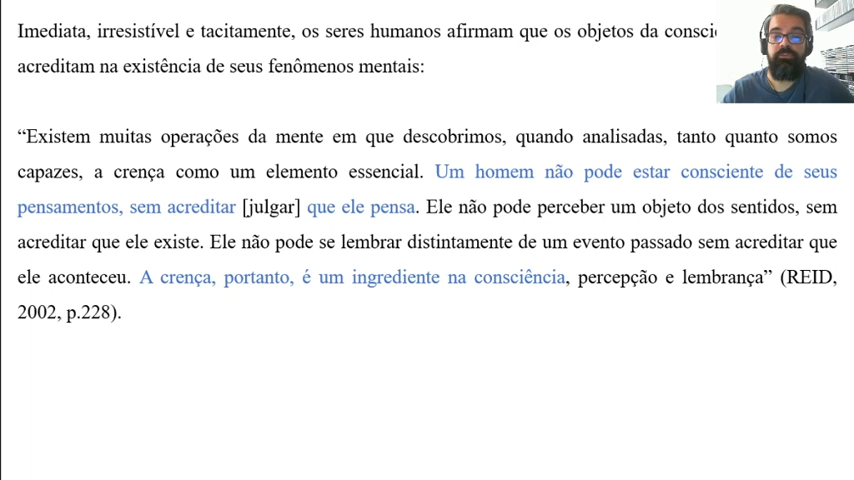 Imediata, irresistível e tacitamente, os seres humanos afirmam que os objetos da
acreditam na existência de seus fenômenos mentais:
“Existem muitas operações da mente em que descobrimos, quando analisadas, tanto quanto somos
capazes, a crença como um elemento essencial. Um homem não pode estar consciente de seus
pensamentos, sem acreditar [julgar] que ele pensa. Ele não pode perceber um objeto dos sentidos, sem
acreditar que ele existe. Ele não pode se lembrar distintamente de um evento passado sem acreditar que
ele aconteceu. A crença, portanto, é um ingrediente na consciência, percepção e lembrança” (REID,
2002, p.228).